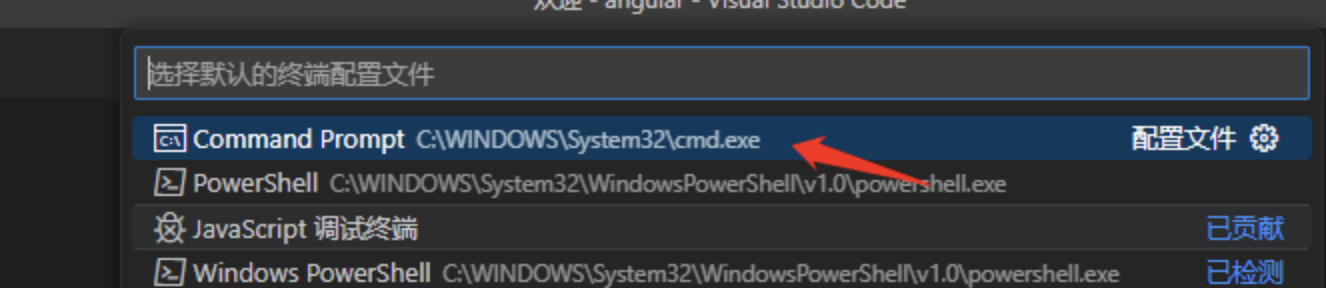 欢迎 - angular - Visual Studio Code
选择默认的终端配置文件
Command Prompt C:\WINDOWS\System32\cmd.exe 配置文件
PowerShell C:\WINDOWS\System32\WindowsPowerShell\v1.0\powershell.exe
JavaScript 调试终端 已贡献
Windows PowerShell C:\WINDOWS\System32\WindowsPowerShell\v1.0\powershell.exe 已检测